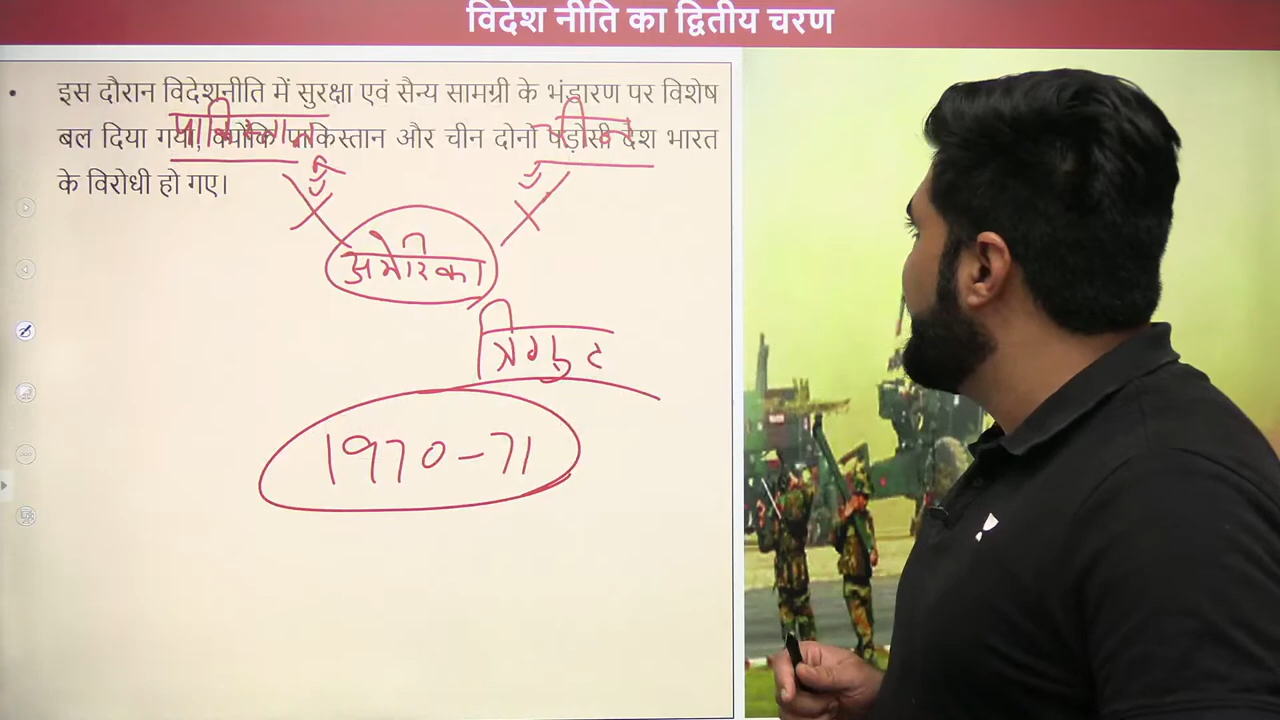 विदेश नीति का द्वितीय चरण
• इस दौरान विदेशनीति में सुरक्षा एवं सैन्य सामग्री के भंडारण पर विशेष
बल दिया गया, क्योंकि पाकिस्तान और चीन दोनों पड़ोसी देश भारत
के विरोधी हो गए।
पाकिस्तान
चीन
अमेरिका
त्रिगुट
1970-71